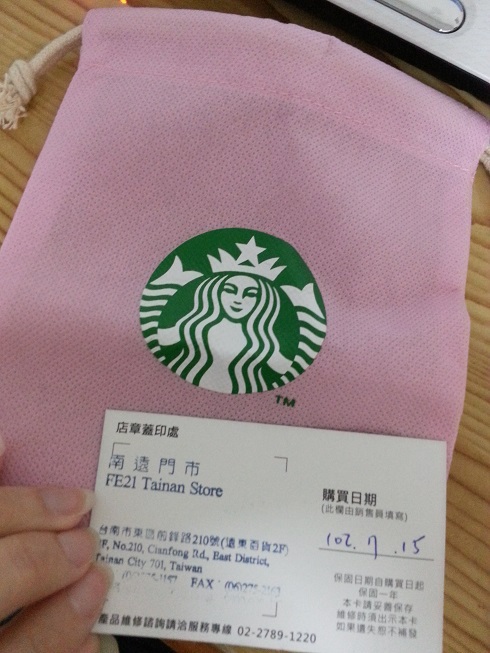 TM
店章蓋印處
南遠門市
FE21 Tainan Store
台南市東區前鋒路210號(遠東百貨2F)
2F, No.210, Cianfong Rd., East District,
Tainan City 701, Taiwan
FAX
產品維修諮詢請洽服務專線 02-2789-1220
購買日期
(此欄由銷售員填寫)
102.7.15
保固日期自購買日起
保固一年
本卡請妥善保存
維修時須出示本卡
如果遺失恕不補發